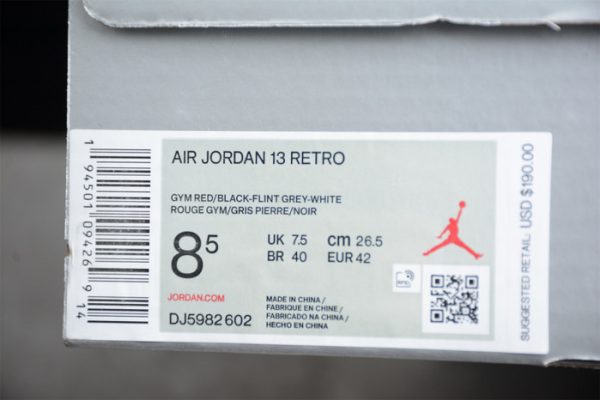 AIR JORDAN 13 RETRO
GYM RED/BLACK-FLINT GREY-WHITE
ROUGE GYM/GRIS PIERRE/NOIR
8⁵
UK 7.5 cm 26.5
BR 40 EUR 42
JORDAN.COM
MADE IN CHINA /
FABRIQUE EN CHINE /
FABRICADO NA CHINA /
HECHO EN CHINA
DJ5982 602
1 94501 09426 9 14
SUGGESTED RETAIL: USD $190.00